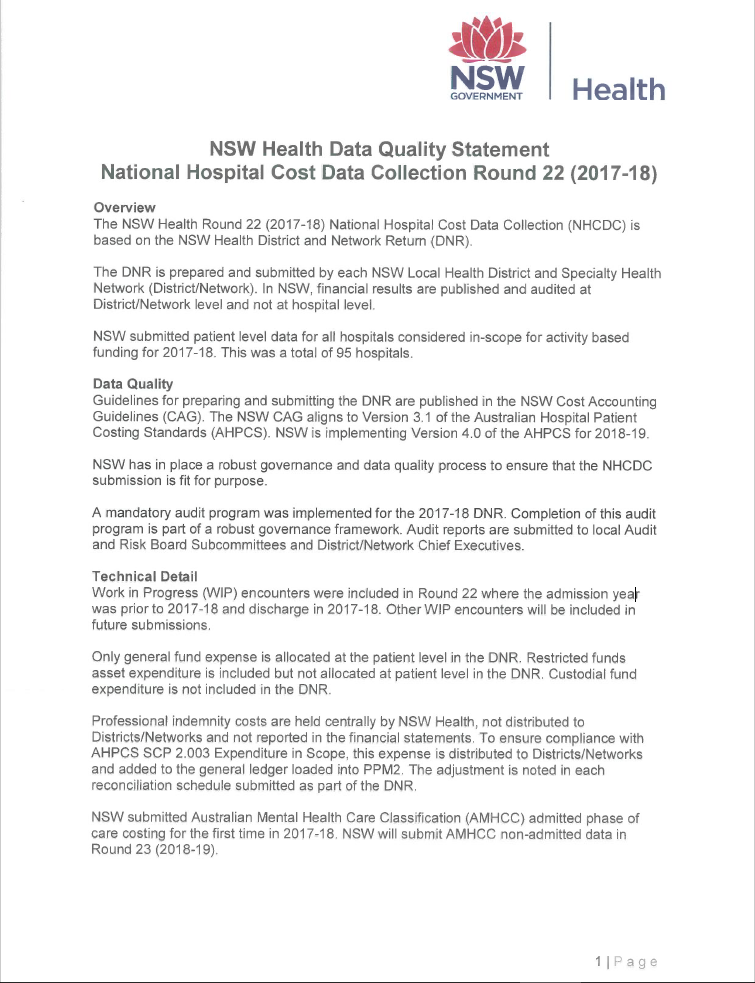 NSW
GOVERNMENT
Health
NSW Health Data Quality Statement
National Hospital Cost Data Collection Round 22 (2017-18)
Overview
The NSW Health Round 22 (2017-18) National Hospital Cost Data Collection (NHCDC) is
based on the NSW Health District and Network Return (DNR).
The DNR is prepared and submitted by each NSW Local Health District and Specialty Health
Network (District/Network). In NSW, financial results are published and audited at
District/Network level and not at hospital level.
NSW submitted patient level data for all hospitals considered in-scope for activity based
funding for 2017-18. This was a total of 95 hospitals.
Data Quality
Guidelines for preparing and submitting the DNR are published in the NSW Cost Accounting
Guidelines (CAG). The NSW CAG aligns to Version 3.1 of the Australian Hospital Patient
Costing Standards (AHPCS). NSW is implementing Version 4.0 of the AHPCS for 2018-19.
NSW has in place a robust governance and data quality process to ensure that the NHCDC
submission is fit for purpose.
A mandatory audit program was implemented for the 2017-18 DNR. Completion of this audit
program is part of a robust governance framework. Audit reports are submitted to local Audit
and Risk Board Subcommittees and District/Network Chief Executives.
Technical Detail
Work in Progress (WIP) encounters were included in Round 22 where the admission year
was prior to 2017-18 and discharge in 2017-18. Other WIP encounters will be included in
future submissions.
Only general fund expense is allocated at the patient level in the DNR. Restricted funds
asset expenditure is included but not allocated at patient level in the DNR. Custodial fund
expenditure is not included in the DNR.
Professional indemnity costs are held centrally by NSW Health, not distributed to
Districts/Networks and not reported in the financial statements. To ensure compliance with
AHPCS SCP 2.003 Expenditure in Scope, this expense is distributed to Districts/Networks
and added to the general ledger loaded into PPM2. The adjustment is noted in each
reconciliation schedule submitted as part of the DNR.
NSW submitted Australian Mental Health Care Classification (AMHCC) admitted phase of
care costing for the first time in 2017-18. NSW will submit AMHCC non-admitted data in
Round 23 (2018-19).
1 | Page